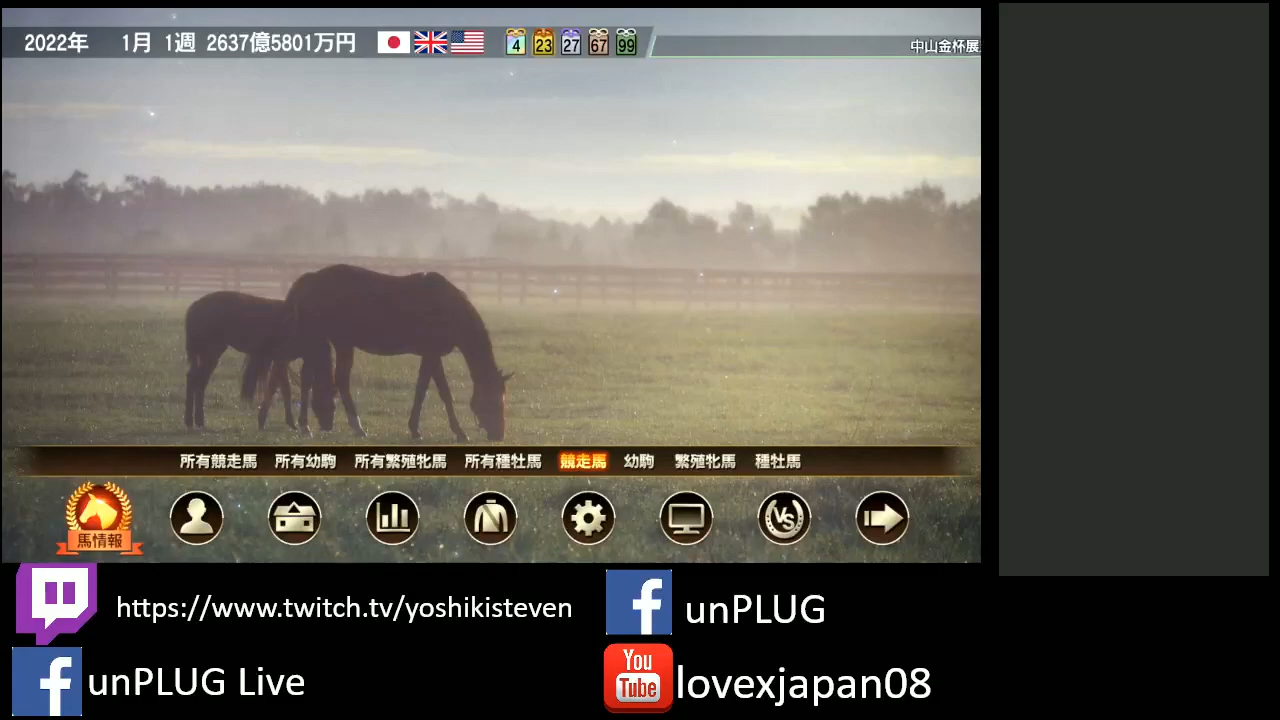 2022年 1月 1週 2637億5801万円 4 23 27 67 99
中山金杯展
所有競走馬 所有幼駒 所有繁殖牝馬 所有種牡馬 競走馬 幼駒 繁殖牝馬 種牡馬
馬情報
VS
https://www.twitch.tv/yoshikisteven
f unPLUG
f unPLUG Live
You Tube lovexjapan08